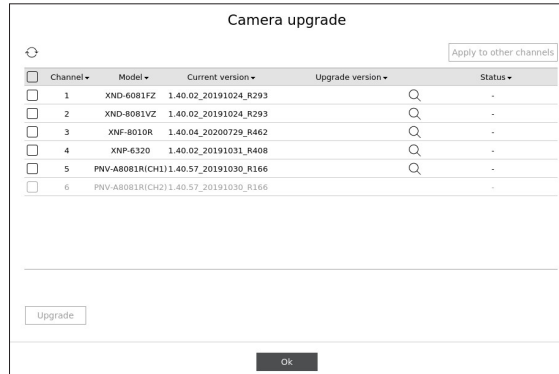 Camera upgrade
Apply to other channels
Channel Model Current version Upgrade version Status
1 XND-6081FZ 1.40.02_20191024_R293 -
2 XND-8081VZ 1.40.02_20191024_R293 -
3 XNF-8010R 1.40.04_20200729_R462 -
4 XNP-6320 1.40.02_20191031_R408 -
5 PNV-A8081R(CH1) 1.40.57_20191030_R166 -
6 PNV-A8081R(CH2) 1.40.57_20191030_R166 -
Upgrade
Ok